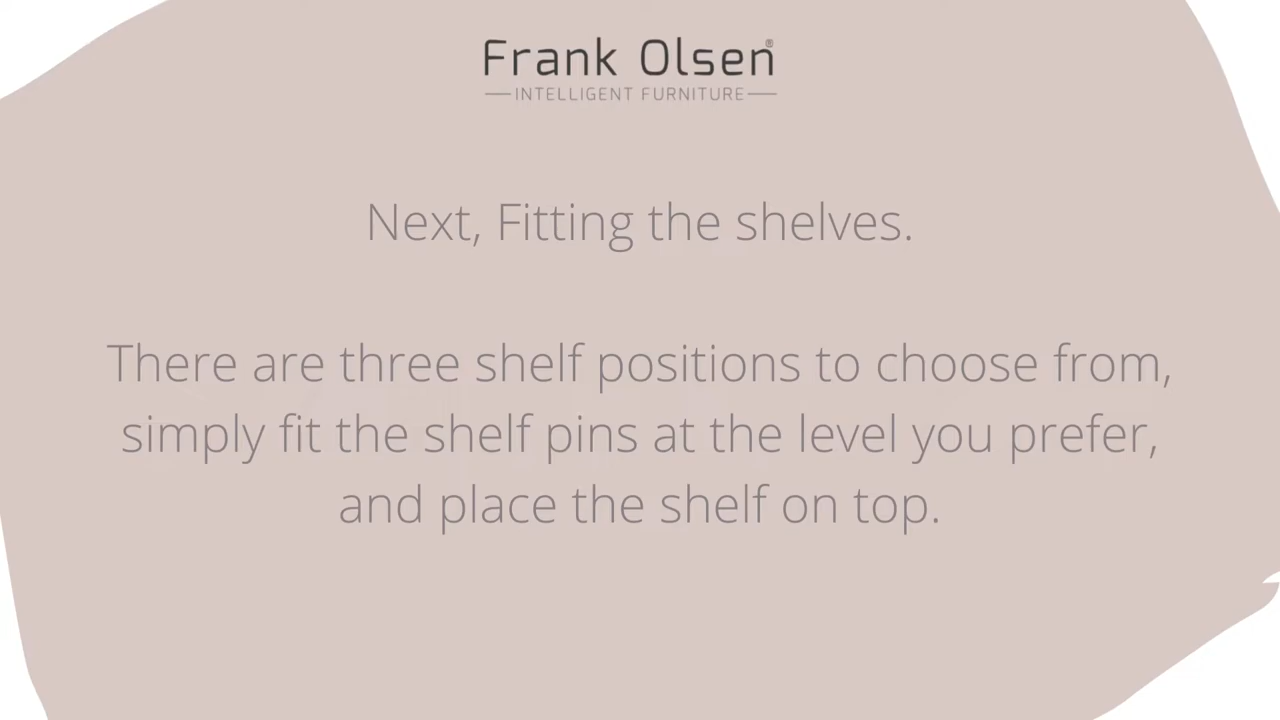 Frank Olsen®
INTELLIGENT FURNITURE
Next, Fitting the shelves.
There are three shelf positions to choose from,
simply fit the shelf pins at the level you prefer,
and place the shelf on top.